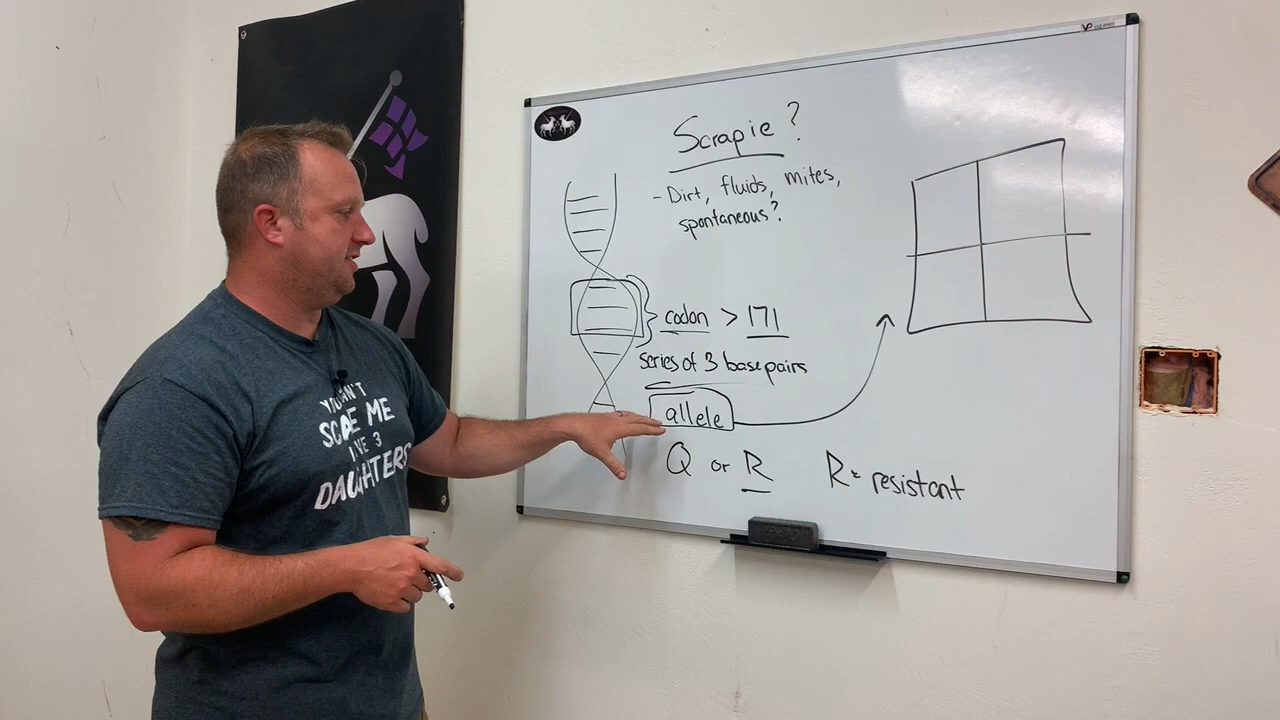 Scrapie?
- Dirt, fluids, mites,
spontaneous?
codon > 171
series of 3 base pairs
allele
Q or R
R = resistant
SCARE ME
DAUGHTERS